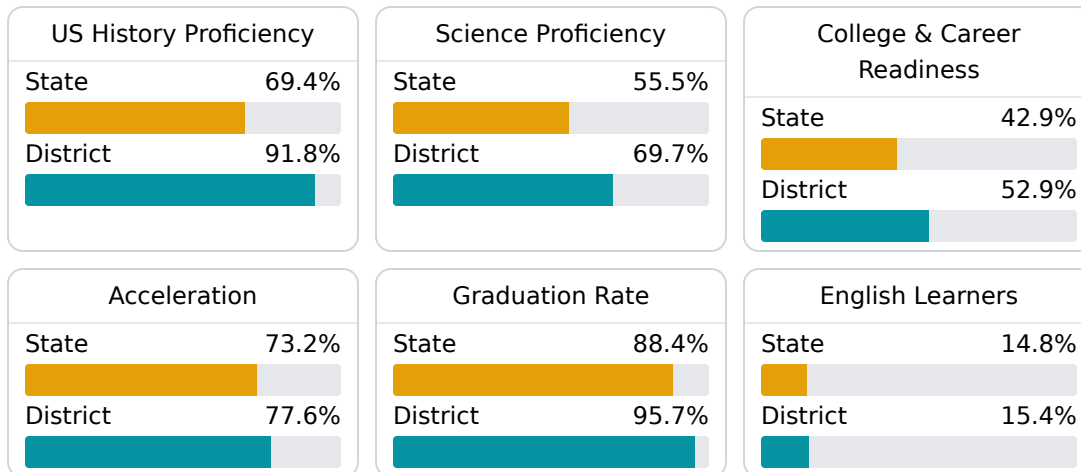 US History Proficiency
State 69.4%
District 91.8%
Science Proficiency
State 55.5%
District 69.7%
College & Career
Readiness
State 42.9%
District 52.9%
Acceleration
State 73.2%
District 77.6%
Graduation Rate
State 88.4%
District 95.7%
English Learners
State 14.8%
District 15.4%